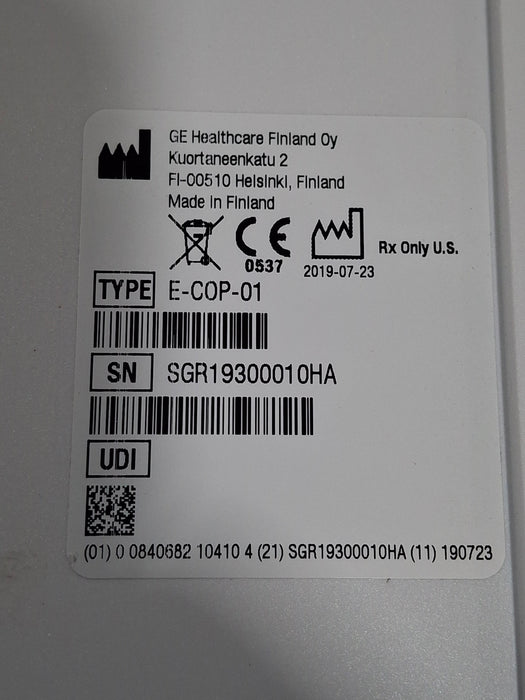 GE Healthcare Finland Oy
Kuortaneenkatu 2
FI-00510 Helsinki, Finland
Made in Finland
CE
0537
2019-07-23
Rx Only U.S.
TYPE E-COP-01
SN SGR19300010HA
UDI
(01) 0 0840682 10410 4 (21) SGR19300010HA (11) 190723